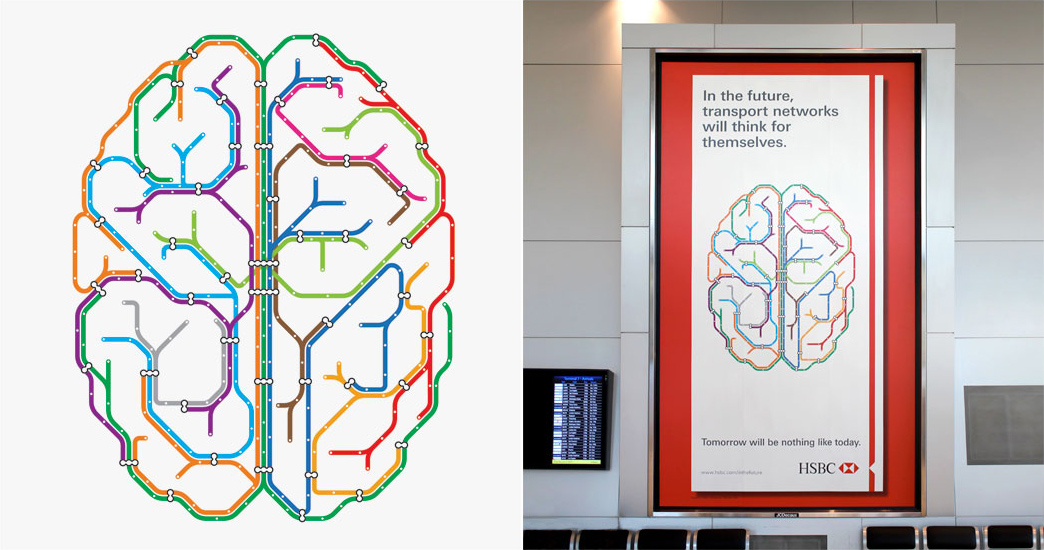 In the future,
transport networks
will think for
themselves.
Tomorrow will be nothing like today.
www.hsbc.com/inthefuture
HSBC
JCDecaux